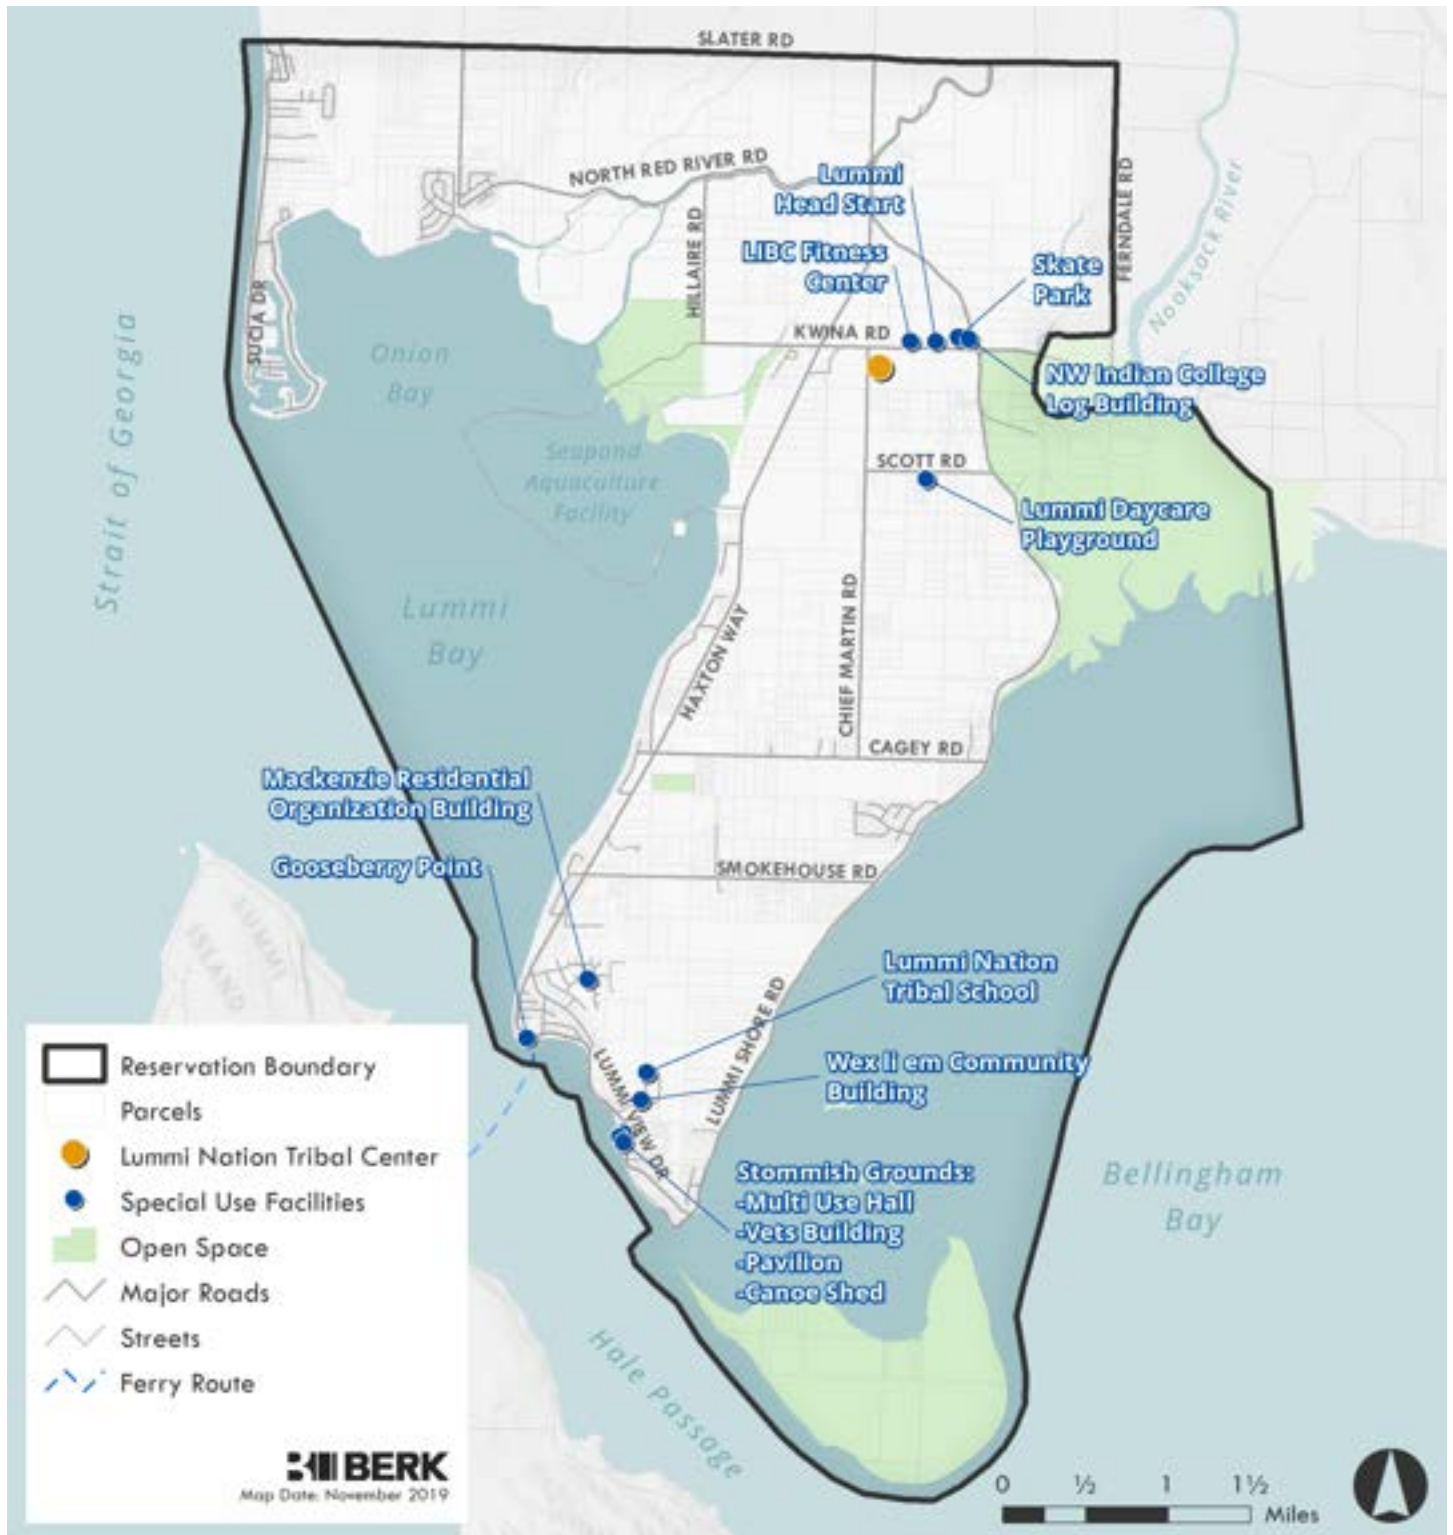 SLATER RD
NORTH RED RIVER RD
Lummi
Head Start
HILLAIRE RD
FERNDALE RD
Nooksack River
LIBC Fitness
Center
Skate
Park
SUCIA DR
KWINA RD
Strait of Georgia
Onion
Bay
NW Indian College
Log Building
Seapond
Aquaculture
Facility
SCOTT RD
Lummi Daycare
Playground
Lummi
Bay
HAXTON WAY
CHIEF MARTIN RD
CAGEY RD
Mackenzie Residential
Organization Building
Gooseberry Point
SMOKEHOUSE RD
LUMMI
ISLAND
Lummi Nation
Tribal School
LUMMI SHORE RD
LUMMI VIEW DR
Wex li em Community
Building
Bellingham
Bay
Stommish Grounds:
-Multi Use Hall
-Vets Building
-Pavilion
-Canoe Shed
Hale Passage
Reservation Boundary
Parcels
Lummi Nation Tribal Center
Special Use Facilities
Open Space
Major Roads
Streets
Ferry Route
BERK
Map Date: November 2019
0 ½ 1 1½
Miles